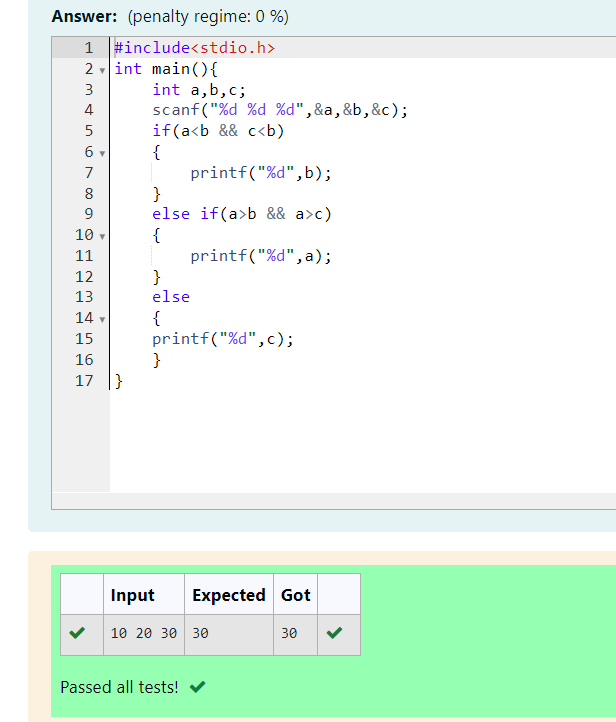 Answer: (penalty regime: 0 %)
1 #include<stdio.h>
2 int main(){
3     int a,b,c;
4     scanf("%d %d %d",&a,&b,&c);
5     if(a<b && c<b)
6     {
7         printf("%d",b);
8     }
9     else if(a>b && a>c)
10     {
11         printf("%d",a);
12     }
13     else
14     {
15     printf("%d",c);
16     }
17 }
Input Expected Got
10 20 30 30 30
Passed all tests!